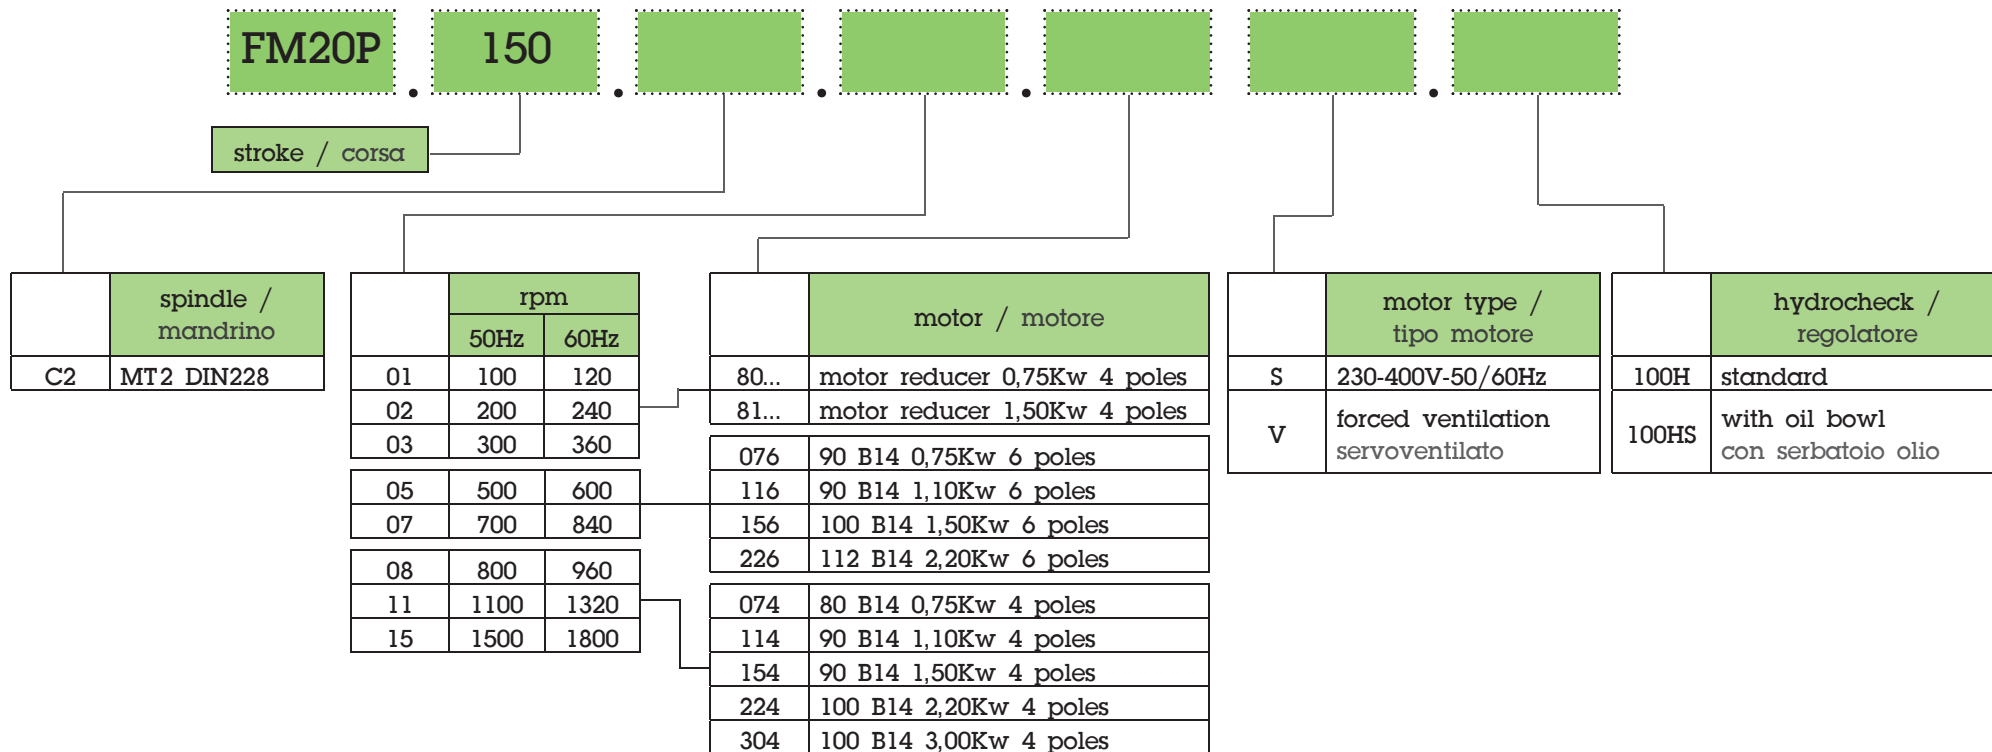 FM20P . 150 . . . .
stroke / corsa
spindle /
mandrino
C2 MT2 DIN228
rpm
50Hz 60Hz
01 100 120
02 200 240
03 300 360
05 500 600
07 700 840
08 800 960
11 1100 1320
15 1500 1800
motor / motore
80... motor reducer 0,75Kw 4 poles
81... motor reducer 1,50Kw 4 poles
076 90 B14 0,75Kw 6 poles
116 90 B14 1,10Kw 6 poles
156 100 B14 1,50Kw 6 poles
226 112 B14 2,20Kw 6 poles
074 80 B14 0,75Kw 4 poles
114 90 B14 1,10Kw 4 poles
154 90 B14 1,50Kw 4 poles
224 100 B14 2,20Kw 4 poles
304 100 B14 3,00Kw 4 poles
motor type /
tipo motore
S 230-400V-50/60Hz
V forced ventilation
servoventilato
hydrocheck /
regolatore
100H standard
100HS with oil bowl
con serbatoio olio